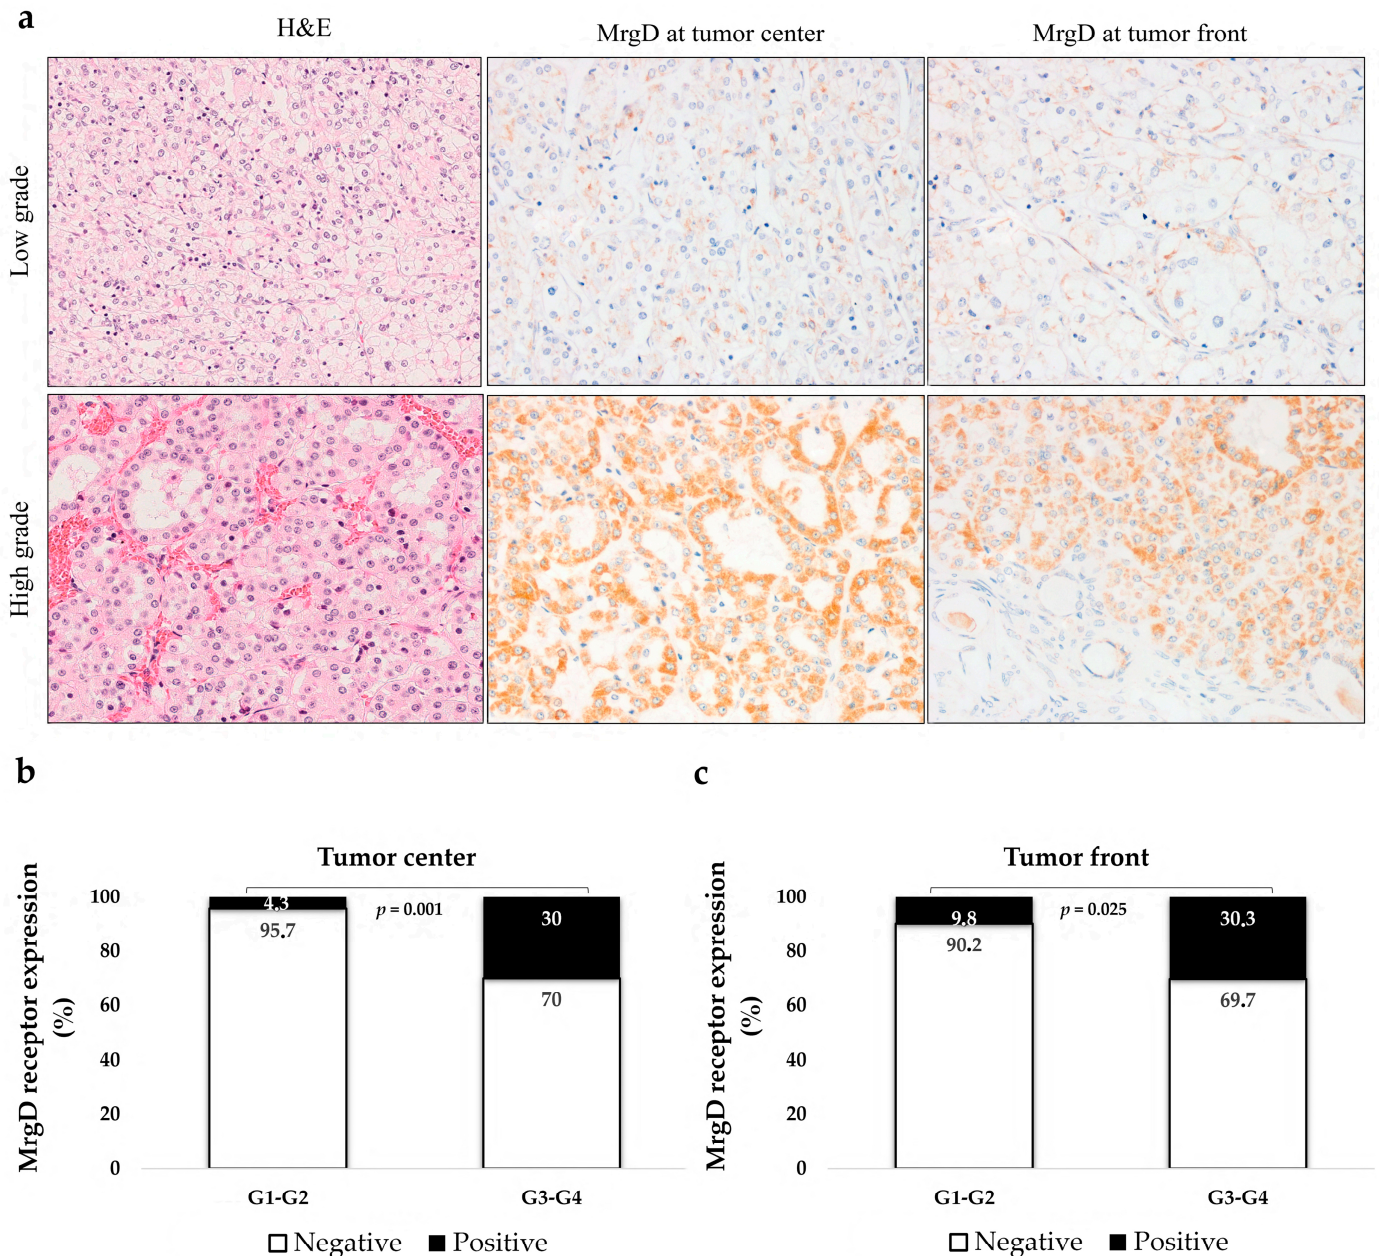 a
H&E
MrgD at tumor center
MrgD at tumor front
Low grade
High grade
b
Tumor center
MrgD receptor expression
(%)
100
80
60
40
20
0
4.3
95.7
p = 0.001
30
70
G1-G2
G3-G4
Negative
Positive
c
Tumor front
MrgD receptor expression
(%)
100
80
60
40
20
0
9.8
90.2
p = 0.025
30.3
69.7
G1-G2
G3-G4
Negative
Positive